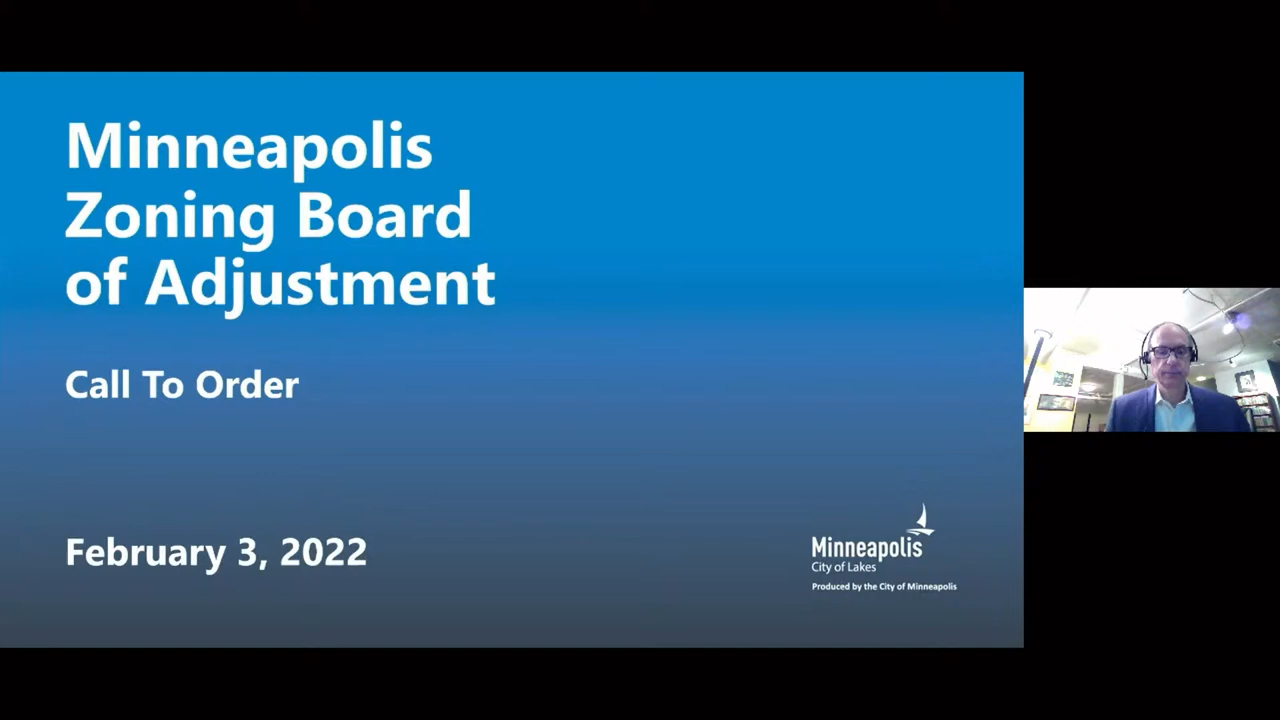 Minneapolis
Zoning Board
of Adjustment
Call To Order
February 3, 2022
Minneapolis
City of Lakes
Produced by the City of Minneapolis